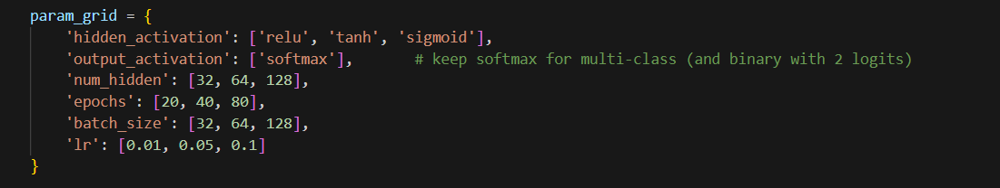 param_grid = {
    'hidden_activation': ['relu', 'tanh', 'sigmoid'],
    'output_activation': ['softmax'],       # keep softmax for multi-class (and binary with 2 logits)
    'num_hidden': [32, 64, 128],
    'epochs': [20, 40, 80],
    'batch_size': [32, 64, 128],
    'lr': [0.01, 0.05, 0.1]
}